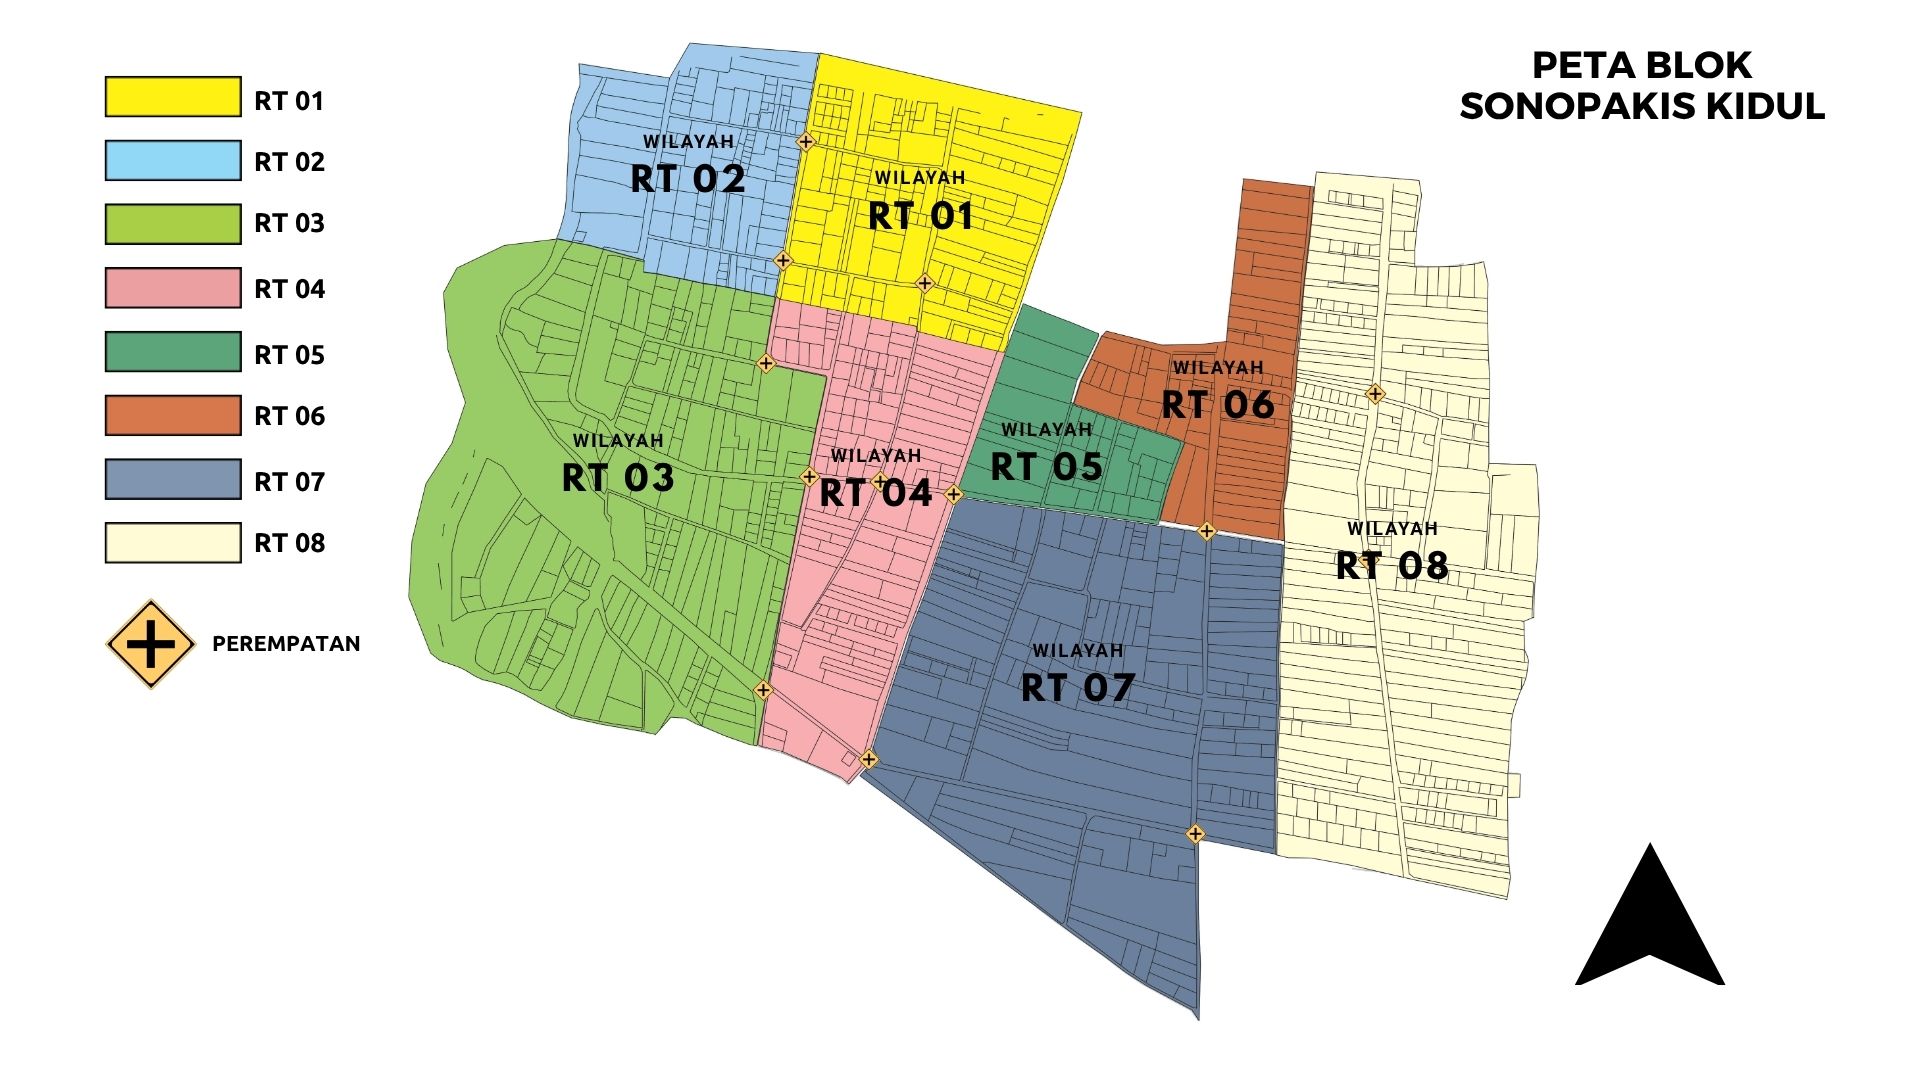 PETA BLOK
SONOPAKIS KIDUL
RT 01
RT 02
RT 03
RT 04
RT 05
RT 06
RT 07
RT 08
PEREMPATAN
WILAYAH
RT 02
WILAYAH
RT 01
WILAYAH
RT 03
WILAYAH
RT 04
WILAYAH
RT 05
WILAYAH
RT 06
WILAYAH
RT 07
WILAYAH
RT 08